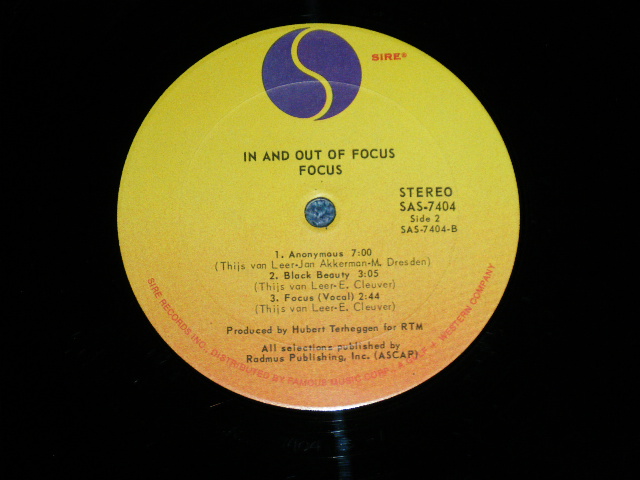 SIRE®
IN AND OUT OF FOCUS
FOCUS
STEREO
SAS-7404
Side 2
SAS-7404-B
1. Anonymous 7:00
(Thijs van Leer-Jan Akkerman-M. Dresden)
2. Black Beauty 3:05
(Thijs van Leer-E. Cleuver)
3. Focus (Vocal) 2:44
(Thijs van Leer-E. Cleuver)
Produced by Hubart Terheggen for RTM
All selections published by
Radmus Publishing, Inc. (ASCAP)
SIRE RECORDS INC. DISTRIBUTED BY FAMOUS MUSIC CORP., A GULF + WESTERN COMPANY